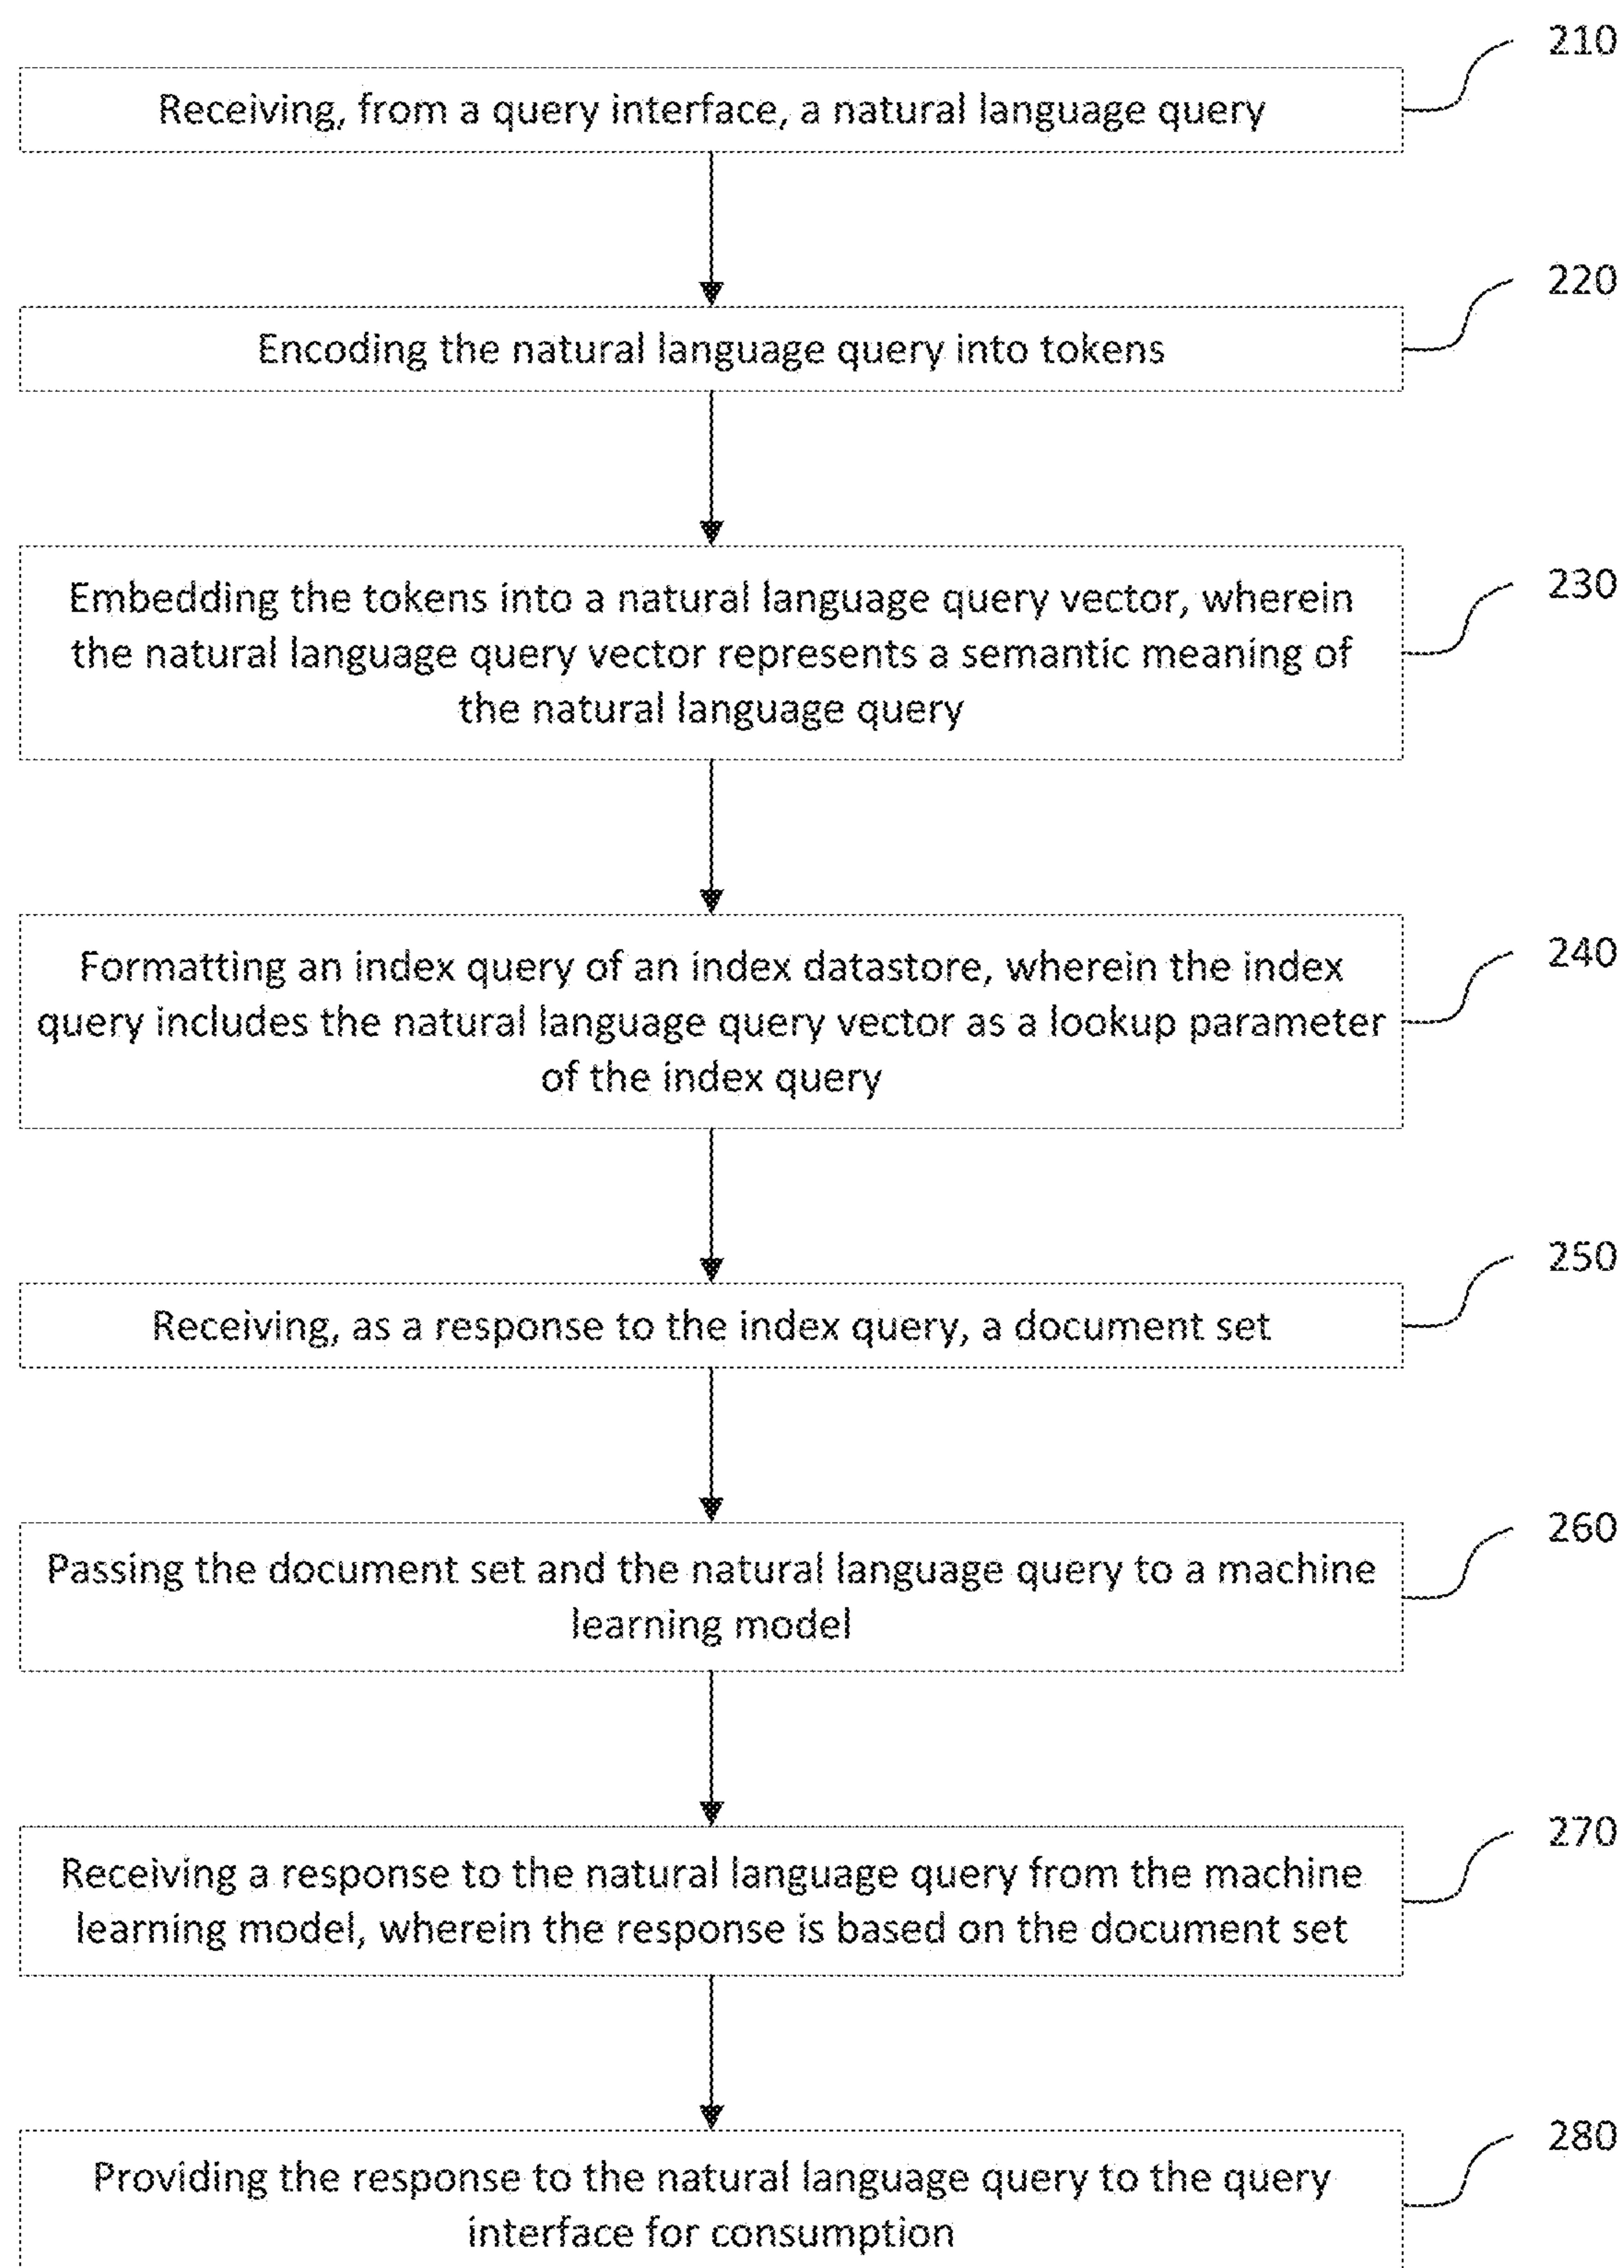 210
Receiving, from a query interface, a natural language query
220
Encoding the natural language query into tokens
230
Embedding the tokens into a natural language query vector, wherein
the natural language query vector represents a semantic meaning of
the natural language query
240
Formatting an index query of an index datastore, wherein the index
query includes the natural language query vector as a lookup parameter
of the index query
250
Receiving, as a response to the index query, a document set
260
Passing the document set and the natural language query to a machine
learning model
270
Receiving a response to the natural language query from the machine
learning model, wherein the response is based on the document set
280
Providing the response to the natural language query to the query
interface for consumption